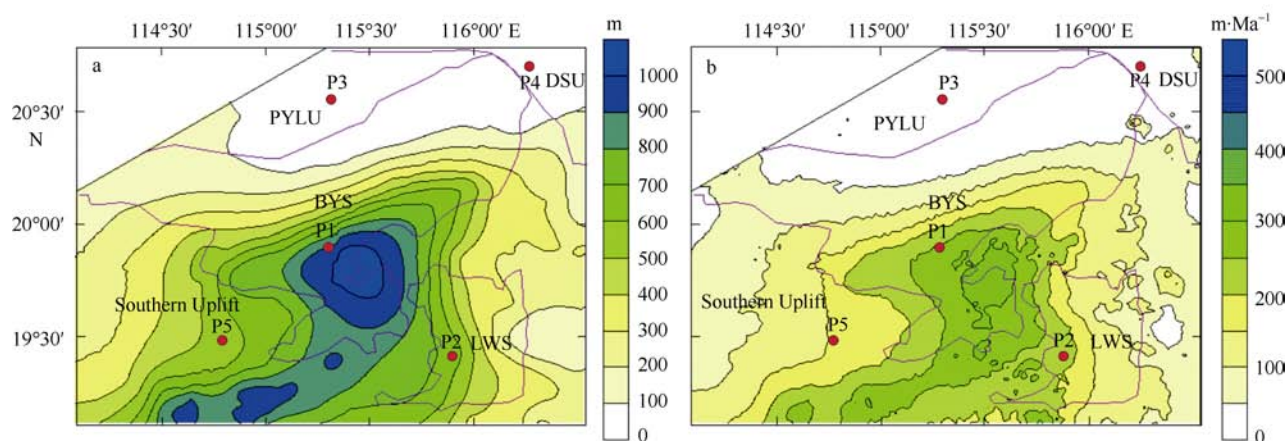 114°30' 115°00' 115°30' 116°00' E m
a
P3
P4 DSU
PYLU
20°30'
N
BYS
20°00'
P1
Southern Uplift
P5
19°30'
P2 LWS
1000
900
800
700
600
500
400
300
200
100
0
114°30' 115°00' 115°30' 116°00' E m·Ma⁻¹
b
P3
P4 DSU
PYLU
BYS
P1
Southern Uplift
P5
P2 LWS
500
400
300
200
100
0